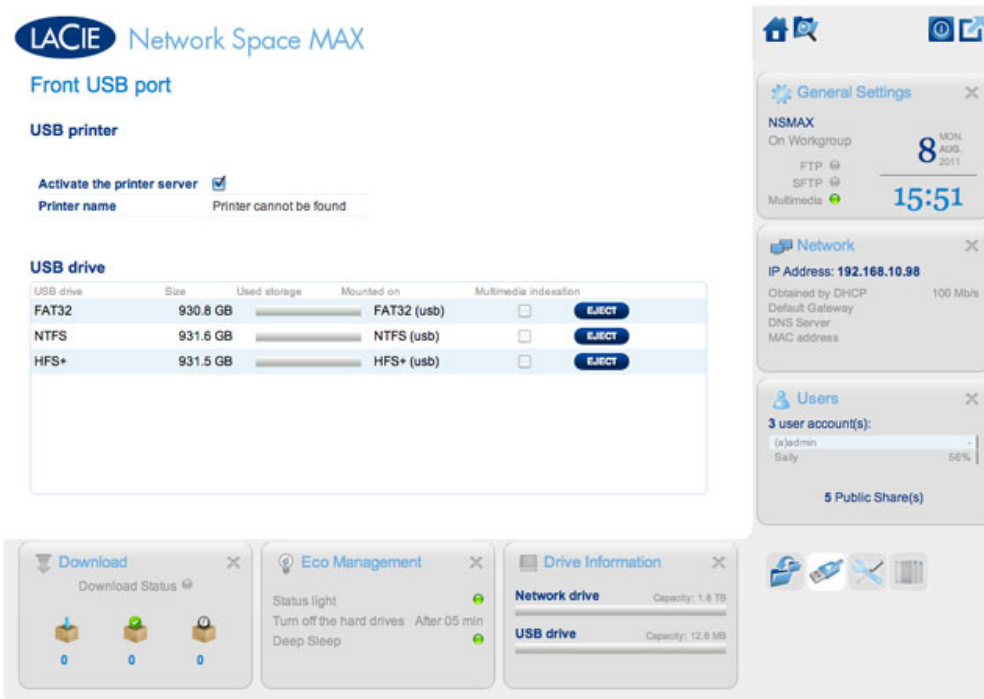 LACIE Network Space MAX
Front USB port
USB printer
Activate the printer server
Printer name Printer cannot be found
USB drive
USB drive Size Used storage Mounted on Multimedia indexation
FAT32 930.8 GB FAT32 (usb) EJECT
NTFS 931.6 GB NTFS (usb) EJECT
HFS+ 931.5 GB HFS+ (usb) EJECT
General Settings
NSMAX
On Workgroup
FTP
SFTP
Multimedia
8 MON. AUG. 2011
15:51
Network
IP Address: 192.168.10.98
Obtained by DHCP 100 Mb/s
Default Gateway
DNS Server
MAC address
Users
3 user account(s):
(a)admin -
Sally 56%
5 Public Share(s)
Download
Download Status
0 0 0
Eco Management
Status light
Turn off the hard drives After 05 min
Deep Sleep
Drive Information
Network drive Capacity: 1.8 TB
USB drive Capacity: 12.6 MB